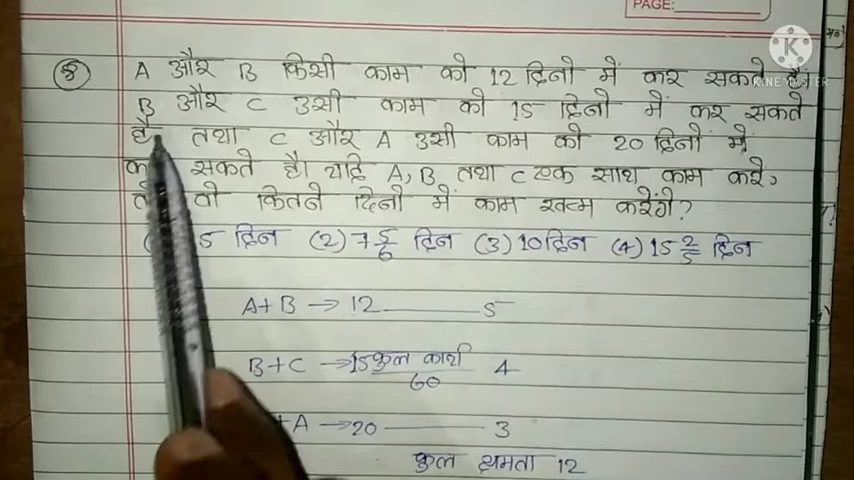 PAGE:
K
KINEMASTER
8 A और B किसी काम को 12 दिनो में कर सकते हैं।
B और C उसी काम को 15 दिनों में कर सकते
है तथा C और A उसी काम को 20 दिनों में
सकते है। यदि A, B तथा C एक साथ काम करे,
तो कितने दिनो में काम खत्म करेंगे?
5 दिन (2) 7 5/6 दिन (3) 10 दिन (4) 15 2/5 दिन
A+B → 12 5
B+C → 15 कुल कार्य 4
60
+A → 20 3
कुल क्षमता 12